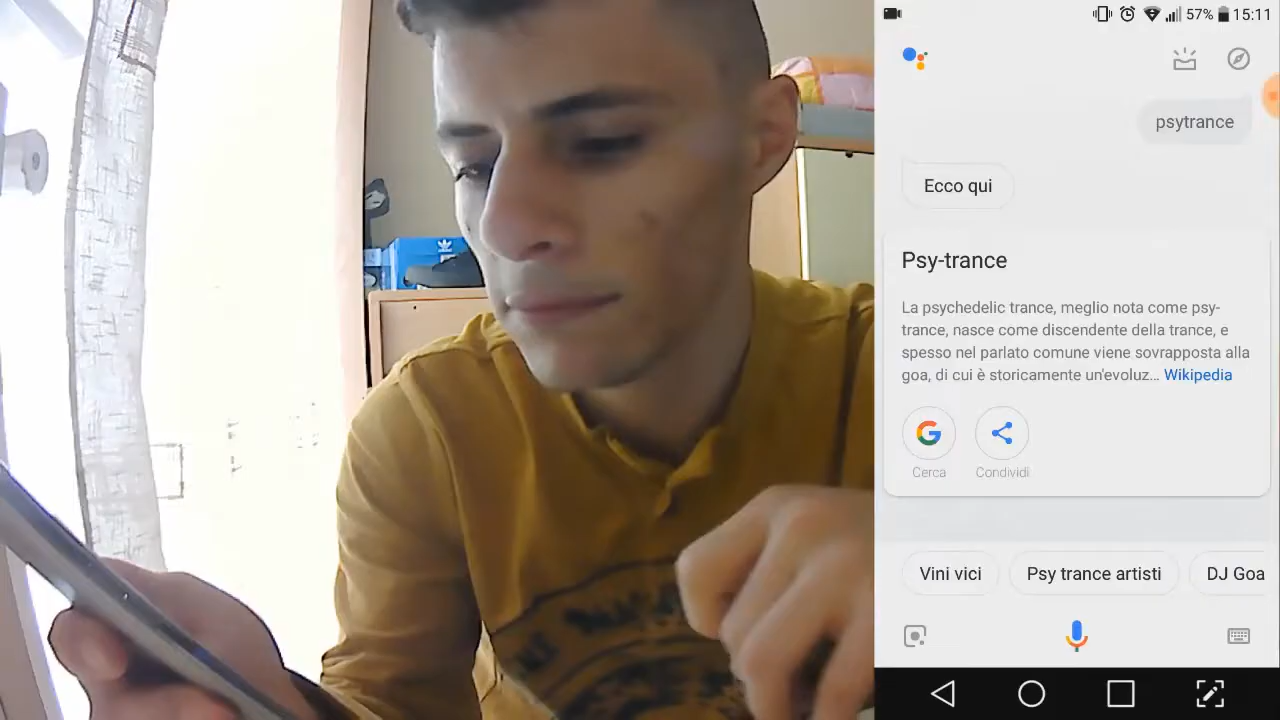 57% 15:11
psytrance
Ecco qui
Psy-trance
La psychedelic trance, meglio nota come psy-
trance, nasce come discendente della trance, e
spesso nel parlato comune viene sovrapposta alla
goa, di cui è storicamente un'evoluz... Wikipedia
Cerca
Condividi
Vini vici
Psy trance artisti
DJ Goa